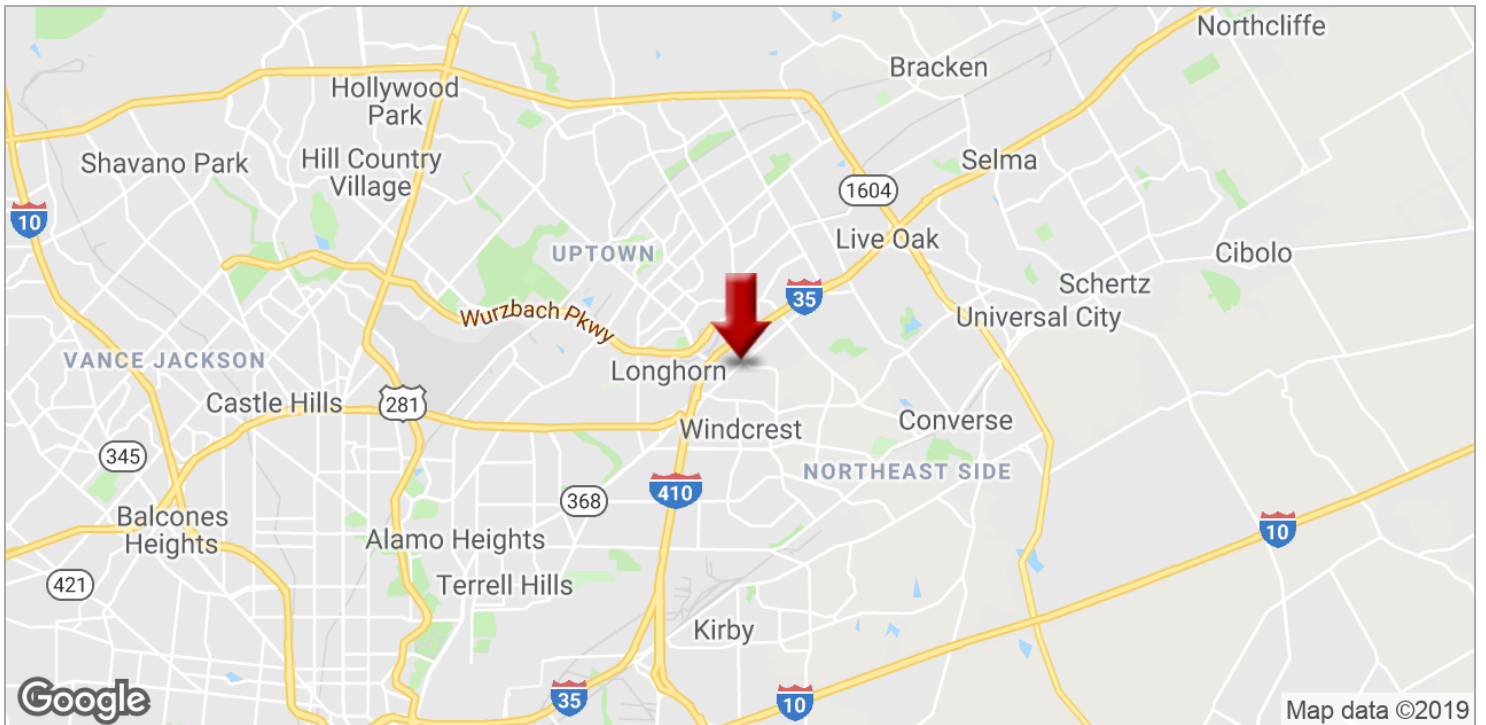 Northcliffe
Bracken
Hollywood
Park
Shavano Park
Hill Country
Village
Selma
1604
10
UPTOWN
Live Oak
Cibolo
Schertz
35
Wurzbach Pkwy
Universal City
VANCE JACKSON
Longhorn
Castle Hills
281
Windcrest
Converse
345
NORTHEAST SIDE
410
368
Balcones
Heights
Alamo Heights
10
421
Terrell Hills
Kirby
Google
35
10
Map data ©2019